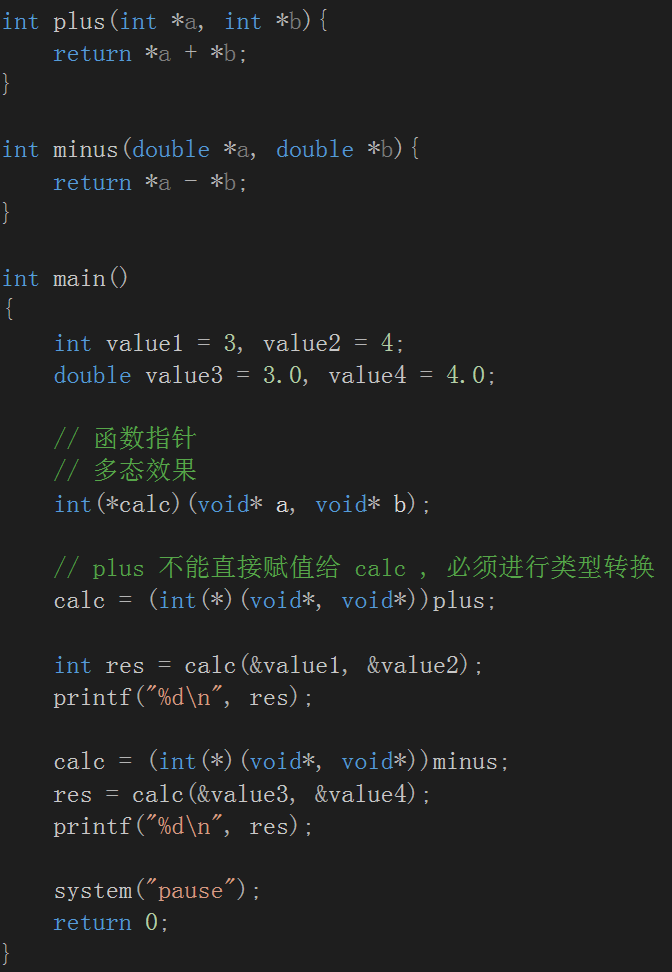 int plus(int *a, int *b){
    return *a + *b;
}

int minus(double *a, double *b){
    return *a - *b;
}

int main()
{
    int value1 = 3, value2 = 4;
    double value3 = 3.0, value4 = 4.0;

    // 函数指针
    // 多态效果
    int(*calc)(void* a, void* b);

    // plus 不能直接赋值给 calc , 必须进行类型转换
    calc = (int(*)(void*, void*))plus;

    int res = calc(&value1, &value2);
    printf("%d\n", res);

    calc = (int(*)(void*, void*))minus;
    res = calc(&value3, &value4);
    printf("%d\n", res);

    system("pause");
    return 0;
}